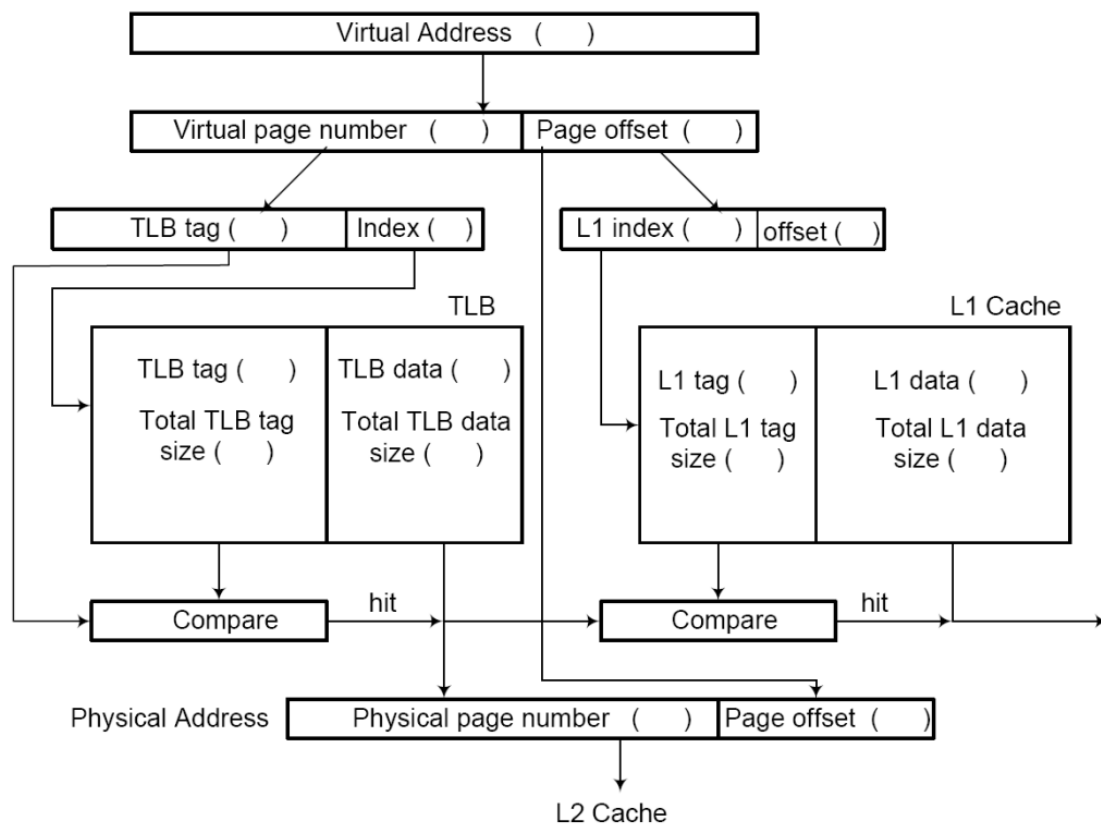 Virtual Address (     )
Virtual page number (     )
Page offset (     )
TLB tag (     )
Index (     )
L1 index (     )
offset (     )
TLB
L1 Cache
TLB tag (     )
Total TLB tag
size (     )
TLB data (     )
Total TLB data
size (     )
L1 tag (     )
Total L1 tag
size (     )
L1 data (     )
Total L1 data
size (     )
Compare
hit
Compare
hit
Physical Address
Physical page number (     )
Page offset (     )
L2 Cache